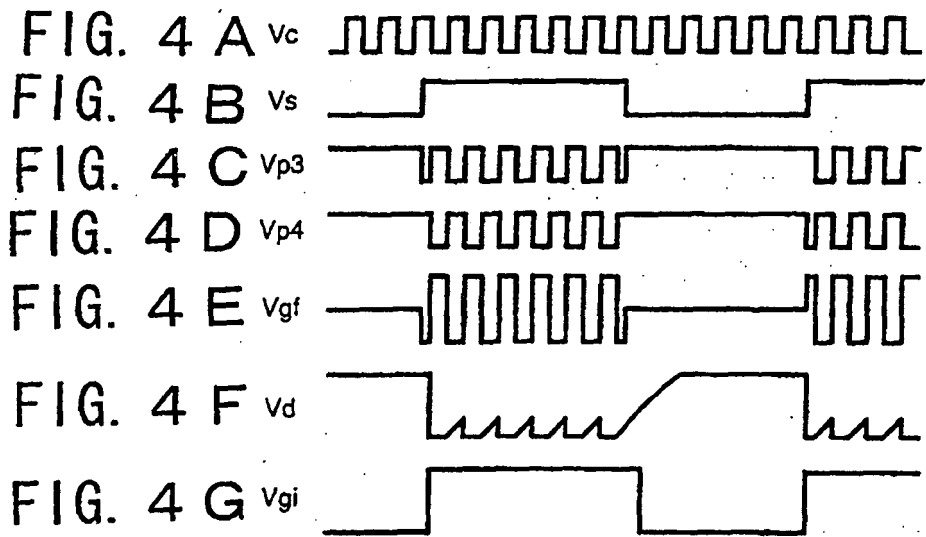 FIG. 4 A Vc
FIG. 4 B Vs
FIG. 4 C Vp3
FIG. 4 D Vp4
FIG. 4 E Vgf
FIG. 4 F Vd
FIG. 4 G Vgi